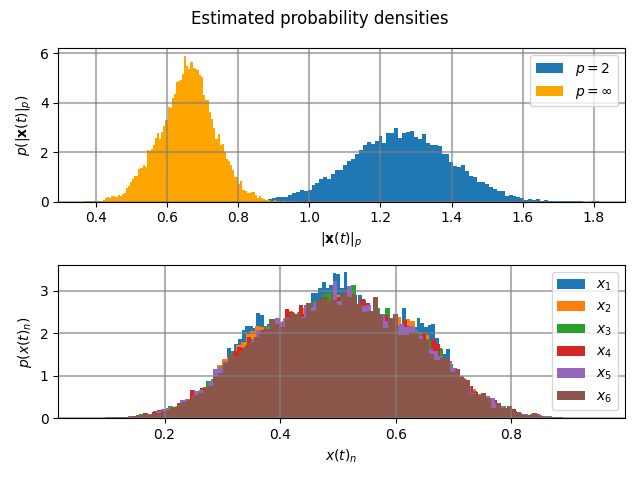 Estimated probability densities
p(|x(t)|ₚ)
6
4
2
0
p = 2
p = ∞
0.4 0.6 0.8 1.0 1.2 1.4 1.6 1.8
|x(t)|ₚ
p(x(t)ₙ)
3
2
1
0
x₁
x₂
x₃
x₄
x₅
x₆
0.2 0.4 0.6 0.8
x(t)ₙ